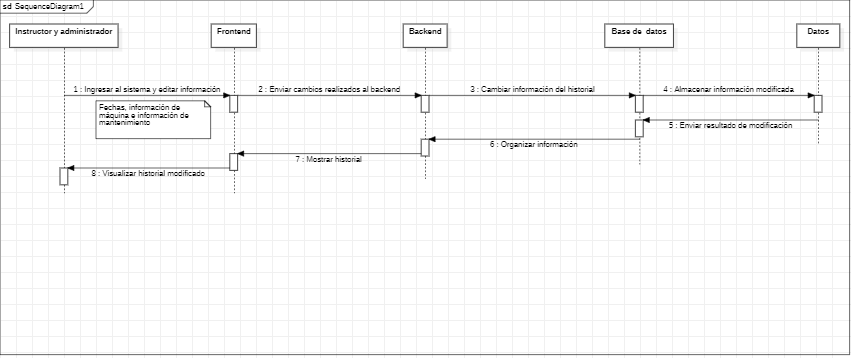 sd SequenceDiagram1
Instructor y administrador
Frontend
Backend
Base de datos
Datos
1 : Ingresar al sistema y editar información
2 : Enviar cambios realizados al backend
3 : Cambiar información del historial
4 : Almacenar información modificada
Fechas, información de
máquina e información de
mantenimiento
5 : Enviar resultado de modificación
6 : Organizar información
7 : Mostrar historial
8 : Visualizar historial modificado